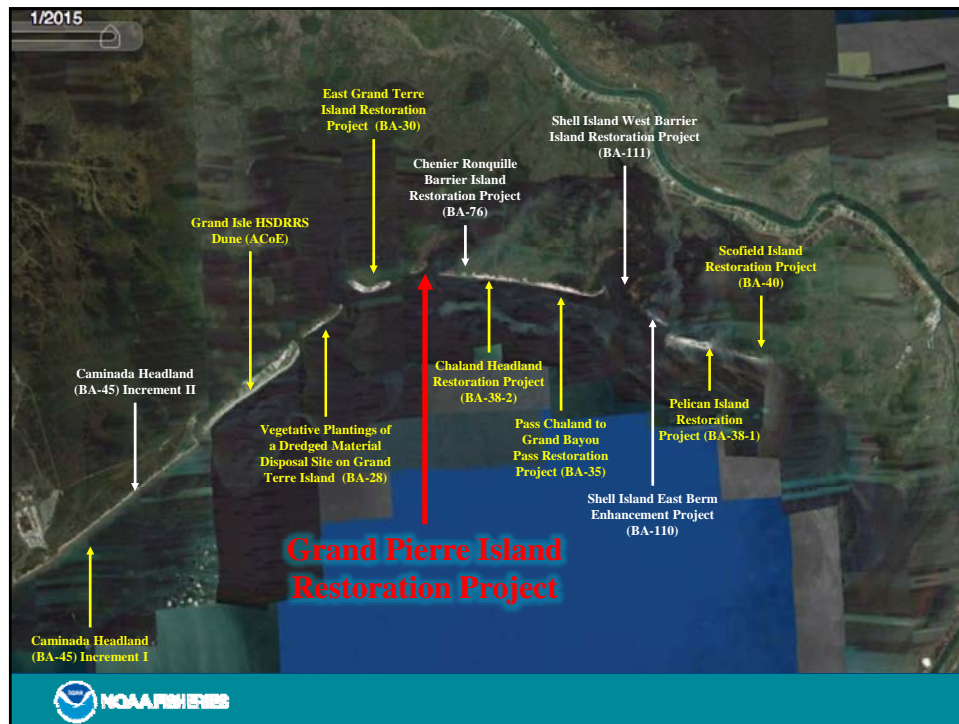 1/2015
East Grand Terre
Island Restoration
Project (BA-30)
Shell Island West Barrier
Island Restoration Project
(BA-111)
Chenier Ronquille
Barrier Island
Restoration Project
(BA-76)
Grand Isle HSDRRS
Dune (ACoE)
Scofield Island
Restoration Project
(BA-40)
Caminada Headland
(BA-45) Increment II
Chaland Headland
Restoration Project
(BA-38-2)
Vegetative Plantings of
a Dredged Material
Disposal Site on Grand
Terre Island (BA-28)
Pass Chaland to
Grand Bayou
Pass Restoration
Project (BA-35)
Pelican Island
Restoration
Project (BA-38-1)
Shell Island East Berm
Enhancement Project
(BA-110)
Grand Pierre Island
Restoration Project
Caminada Headland
(BA-45) Increment I
NOAA
NOAA FISHERIES